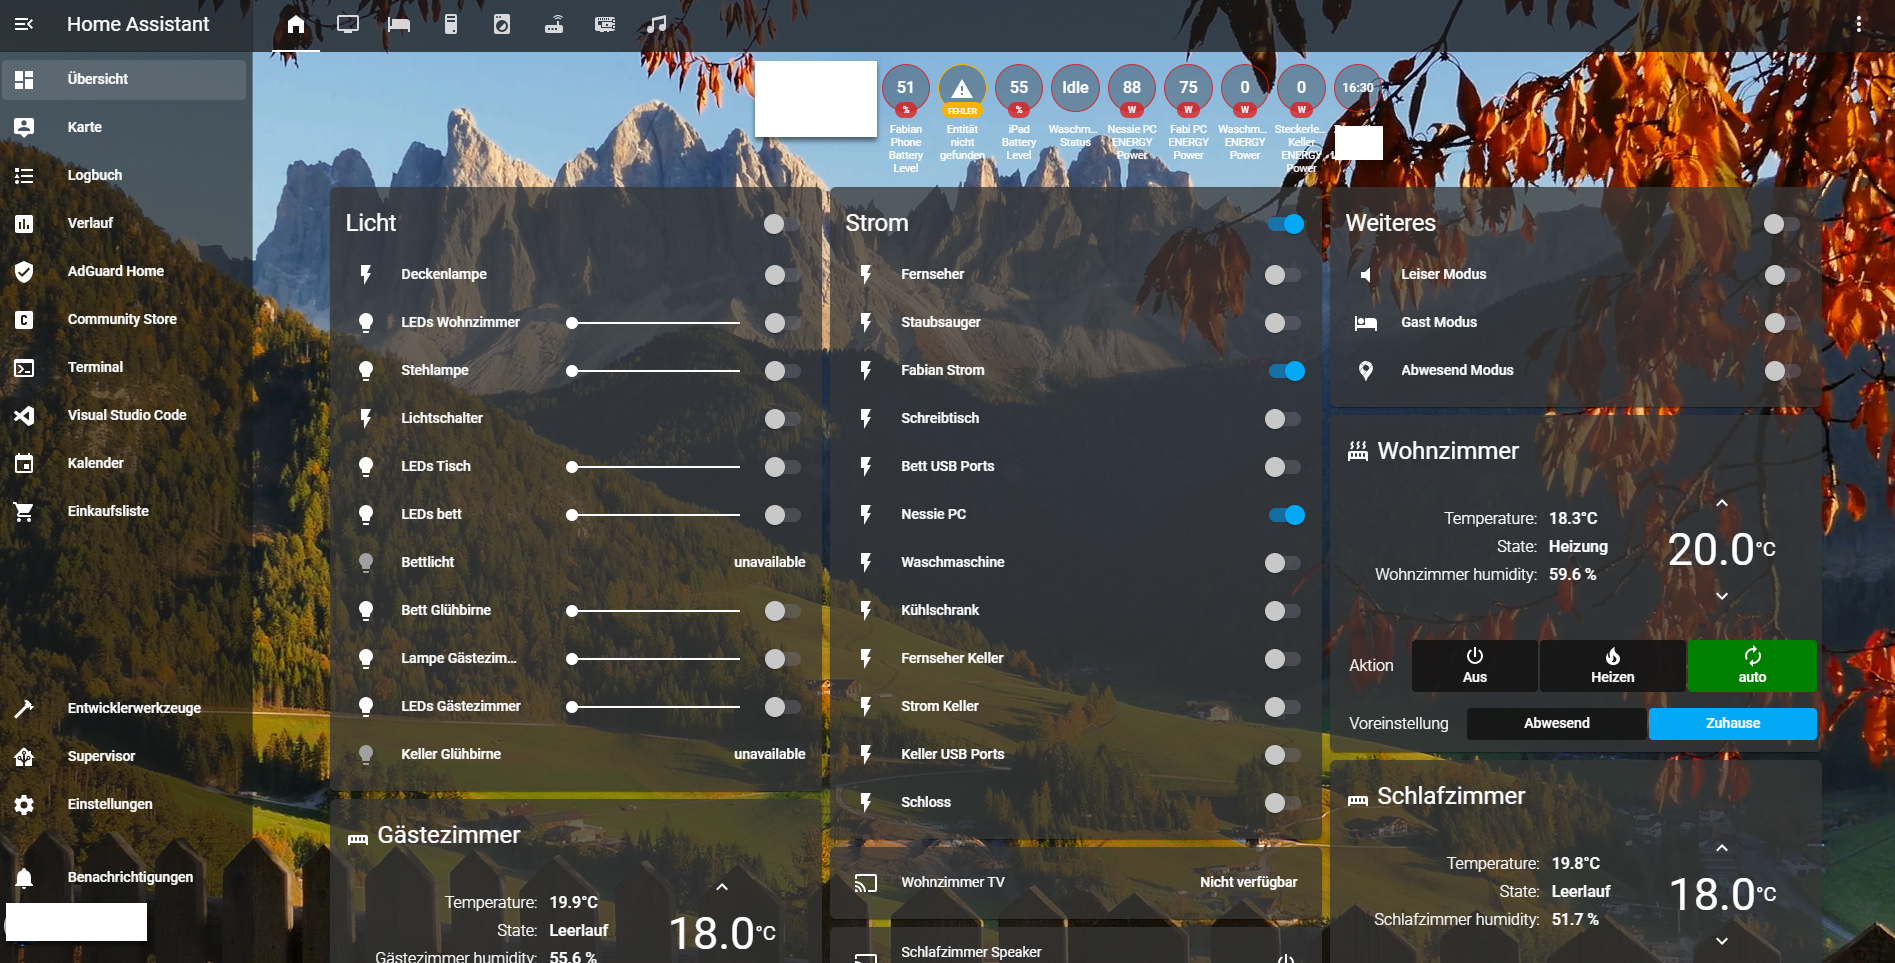 Home Assistant
Übersicht
Karte
Logbuch
Verlauf
AdGuard Home
Community Store
Terminal
Visual Studio Code
Kalender
Einkaufsliste
Entwicklerwerkzeuge
Supervisor
Einstellungen
Benachrichtigungen
51
%
Fabian
Phone
Battery
Level
FEHLER
Entität
nicht
gefunden
55
%
iPad
Battery
Level
Idle
Waschm...
Status
88
W
Nessie PC
ENERGY
Power
75
W
Fabi PC
ENERGY
Power
0
W
Waschm...
ENERGY
Power
0
W
Steckerle...
Keller
ENERGY
Power
16:30
Licht
Deckenlampe
LEDs Wohnzimmer
Stehlampe
Lichtschalter
LEDs Tisch
LEDs bett
Bettlicht unavailable
Bett Glühbirne
Lampe Gästezim...
LEDs Gästezimmer
Keller Glühbirne unavailable
Gästezimmer
Temperature: 19.9°C
State: Leerlauf
Gästezimmer humidity: 55.6 %
18.0°C
Strom
Fernseher
Staubsauger
Fabian Strom
Schreibtisch
Bett USB Ports
Nessie PC
Waschmaschine
Kühlschrank
Fernseher Keller
Strom Keller
Keller USB Ports
Schloss
Wohnzimmer TV Nicht verfügbar
Schlafzimmer Speaker
Weiteres
Leiser Modus
Gast Modus
Abwesend Modus
Wohnzimmer
Temperature: 18.3°C
State: Heizung
Wohnzimmer humidity: 59.6 %
20.0°C
Aktion
Aus
Heizen
auto
Voreinstellung
Abwesend
Zuhause
Schlafzimmer
Temperature: 19.8°C
State: Leerlauf
Schlafzimmer humidity: 51.7 %
18.0°C